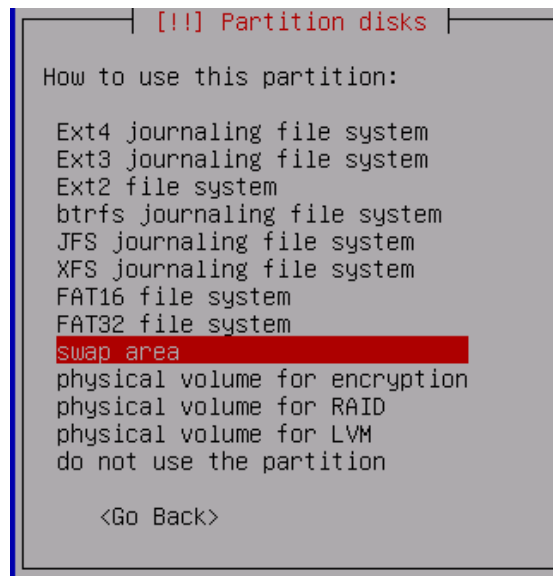 [!!] Partition disks
How to use this partition:
Ext4 journaling file system
Ext3 journaling file system
Ext2 file system
btrfs journaling file system
JFS journaling file system
XFS journaling file system
FAT16 file system
FAT32 file system
swap area
physical volume for encryption
physical volume for RAID
physical volume for LVM
do not use the partition
<Go Back>